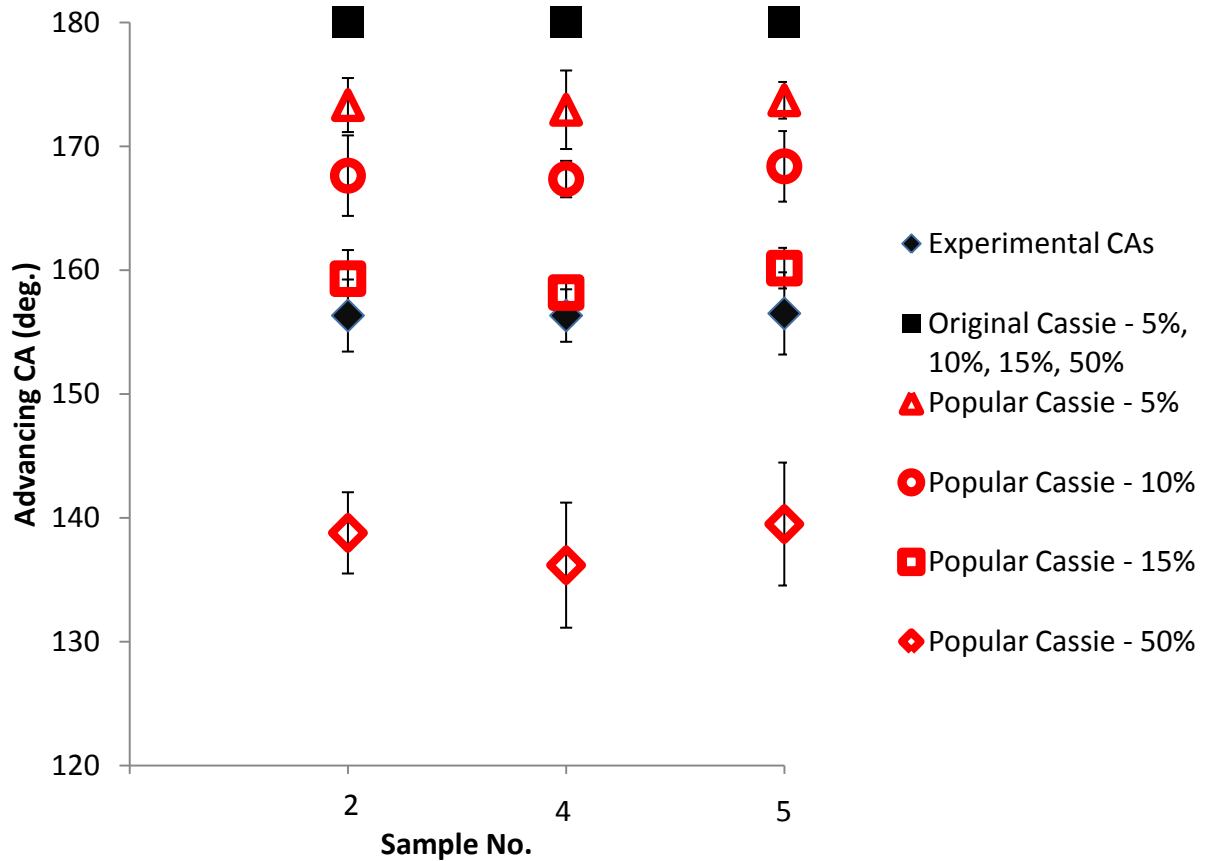 180
170
160
150
140
130
120
Advancing CA (deg.)
2
4
5
Sample No.
Experimental CAs
Original Cassie - 5%,
10%, 15%, 50%
Popular Cassie - 5%
Popular Cassie - 10%
Popular Cassie - 15%
Popular Cassie - 50%